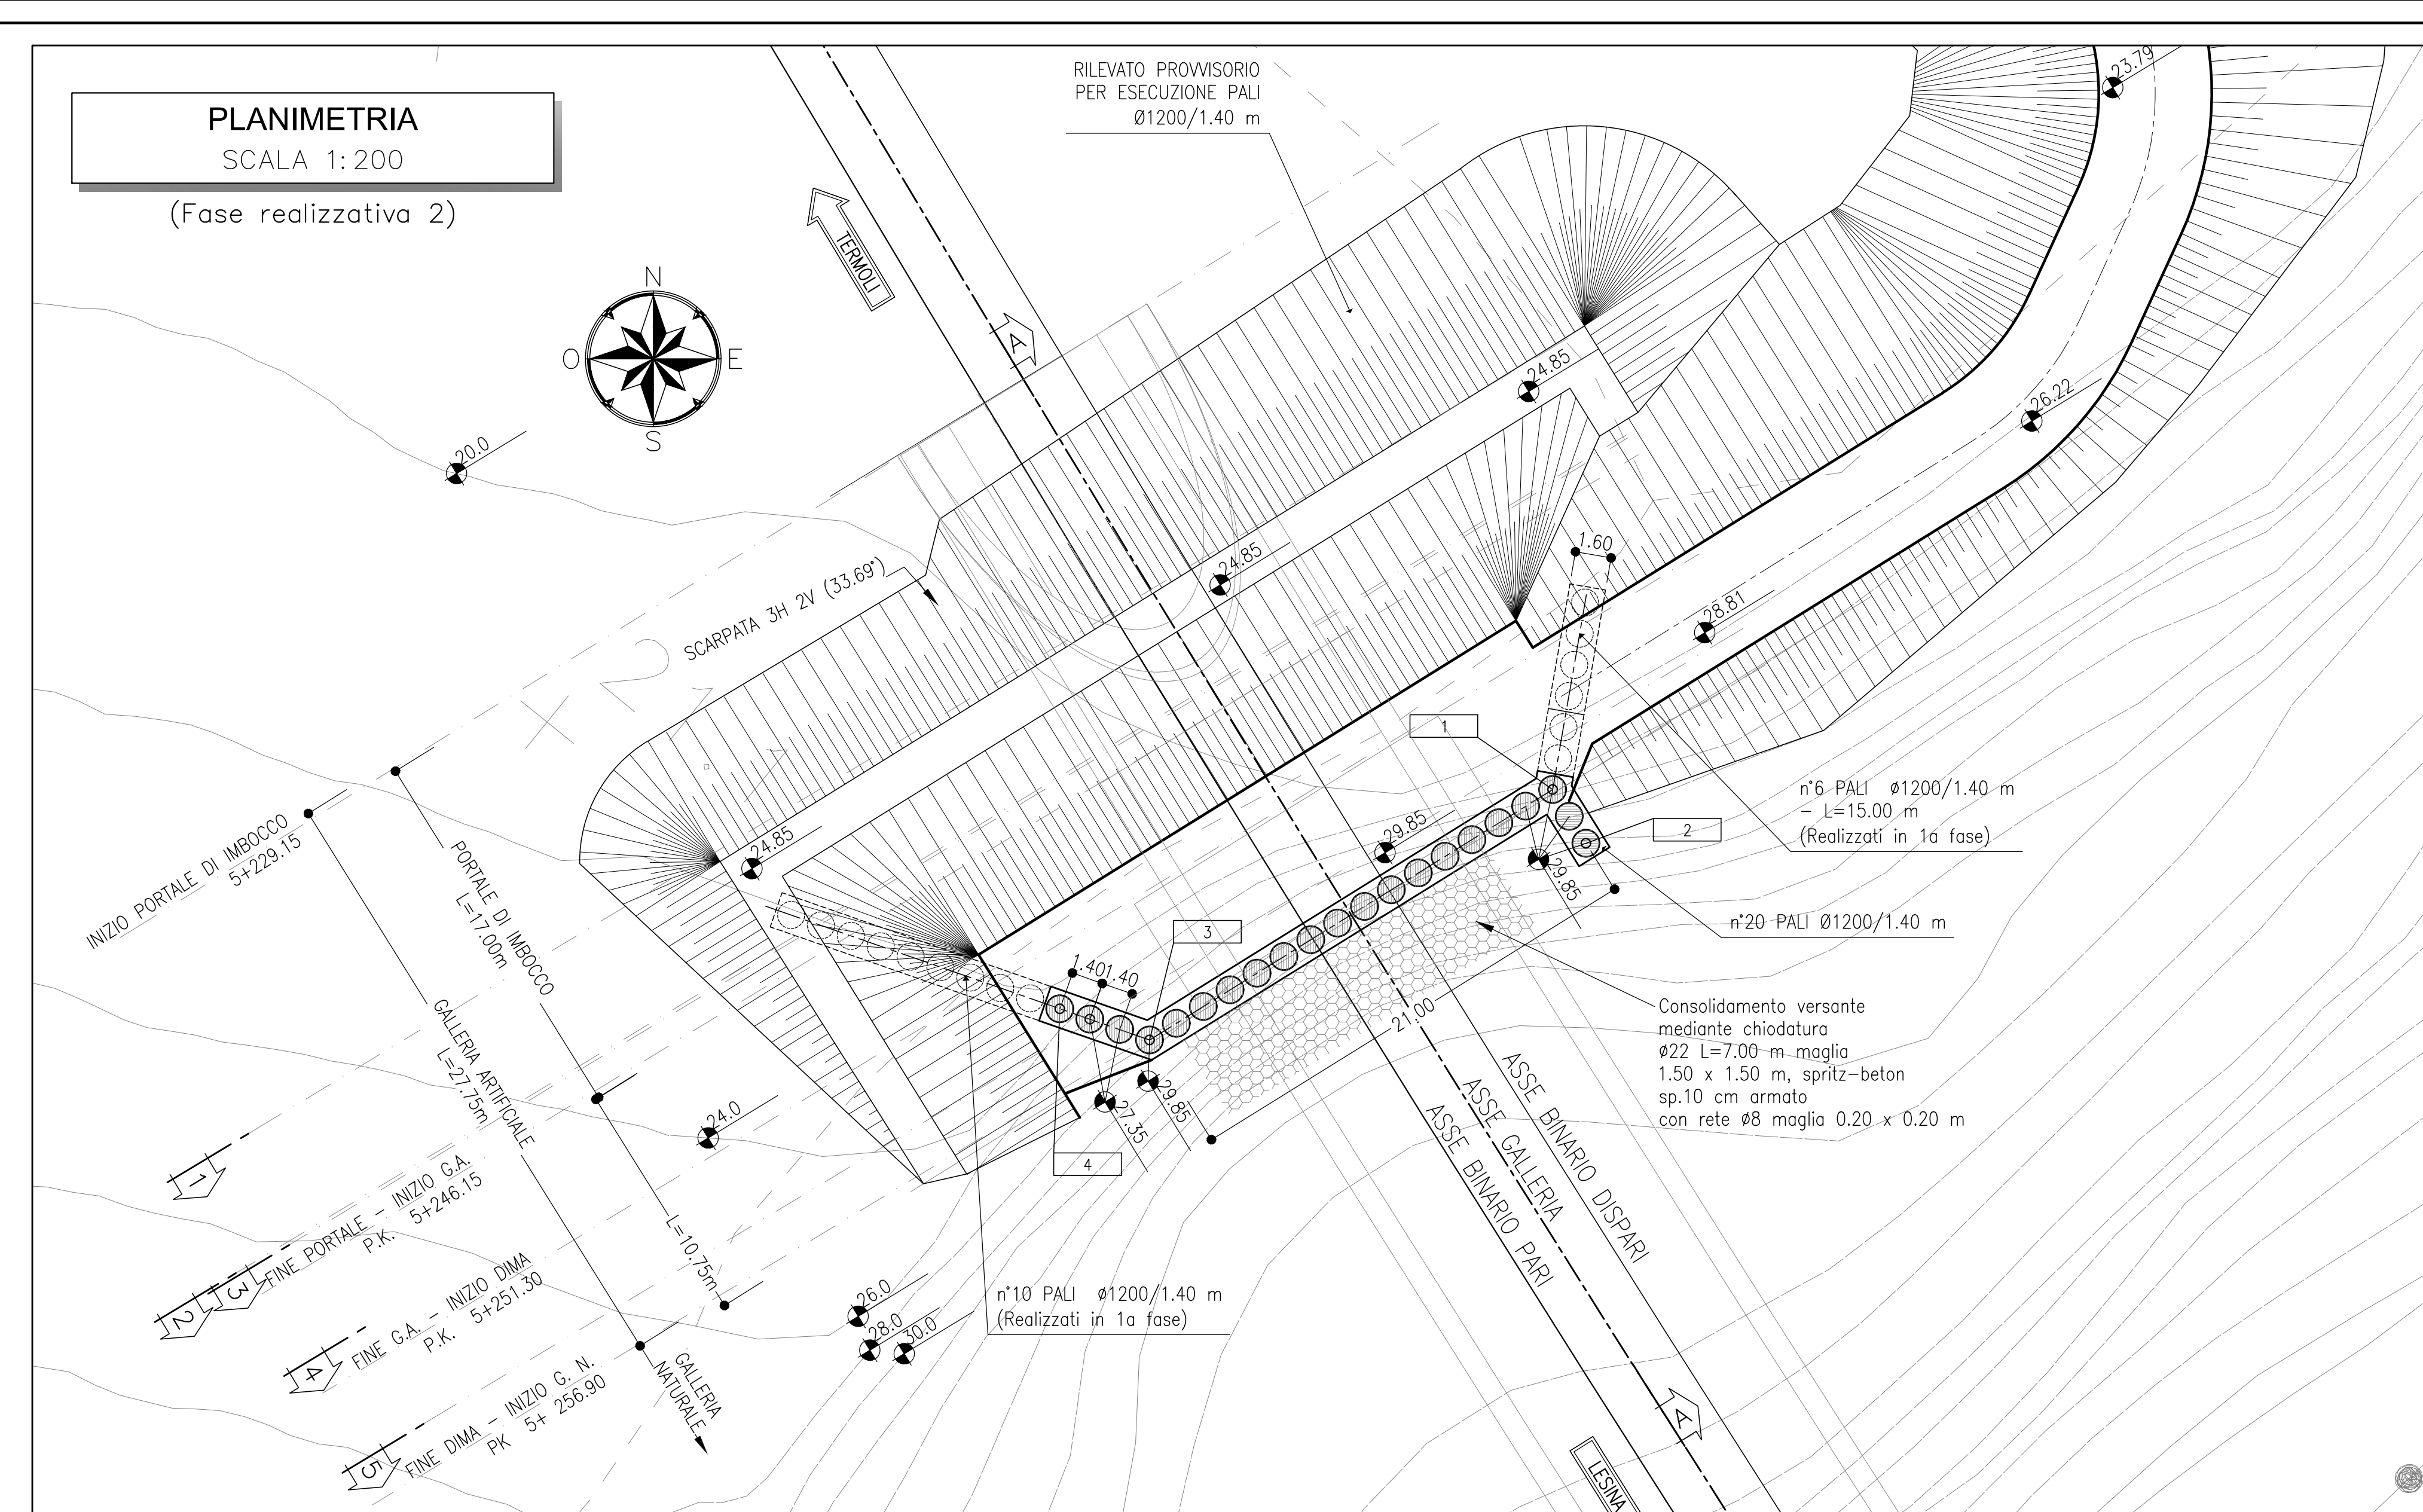 PLANIMETRIA
SCALA 1:200
(Fase realizzativa 2)
N
O
E
S
TERMOLI
A
RILEVATO PROVVISORIO
PER ESECUZIONE PALI
Ø1200/1.40 m
23.79
26.22
24.85
24.85
28.81
20.0
SCARPATA 3H 2V (33.69°)
1.60
1
29.85
29.85
2
n°6 PALI ø1200/1.40 m
- L=15.00 m
(Realizzati in 1a fase)
n°20 PALI Ø1200/1.40 m
Consolidamento versante
mediante chiodatura
ø22 L=7.00 m maglia
1.50 x 1.50 m, spritz-beton
sp.10 cm armato
con rete ø8 maglia 0.20 x 0.20 m
24.85
3
1.40
1.40
21.00
29.85
27.35
4
n°10 PALI ø1200/1.40 m
(Realizzati in 1a fase)
INIZIO PORTALE DI IMBOCCO
5+229.15
PORTALE DI IMBOCCO
L=17.00m
GALLERIA ARTIFICIALE
L=27.75m
24.0
L=10.75m
26.0
28.0
30.0
1
FINE PORTALE - INIZIO G.A.
P.K. 5+246.15
2
3
FINE G.A. - INIZIO DIMA
P.K. 5+251.30
4
FINE DIMA - INIZIO G. N.
PK 5+ 256.90
5
GALLERIA
NATURALE
ASSE BINARIO PARI
ASSE GALLERIA
ASSE BINARIO DISPARI
A
LESINA